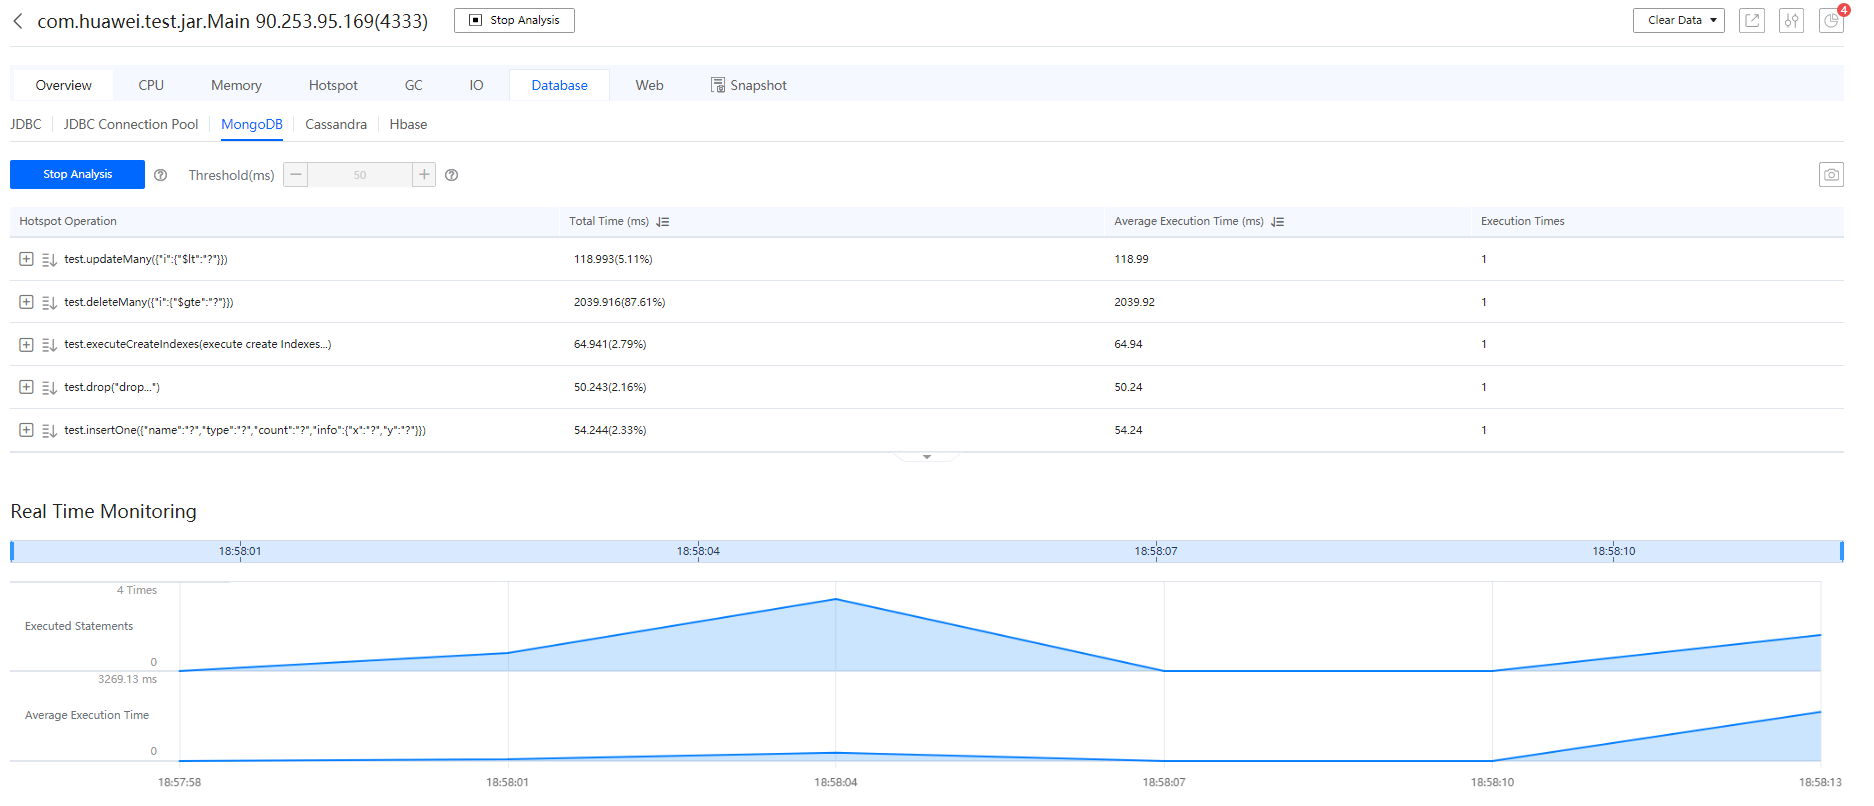 com.huawei.test.jar.Main 90.253.95.169(4333) Stop Analysis Clear Data 4
Overview CPU Memory Hotspot GC IO Database Web Snapshot
JDBC JDBC Connection Pool MongoDB Cassandra Hbase
Stop Analysis ? Threshold(ms) − 50 + ?
Hotspot Operation Total Time (ms) Average Execution Time (ms) Execution Times
test.updateMany({"i":{"$lt":"?"}}) 118.993(5.11%) 118.99 1
test.deleteMany({"i":{"$gte":"?"}}) 2039.916(87.61%) 2039.92 1
test.executeCreateIndexes(execute create Indexes...) 64.941(2.79%) 64.94 1
test.drop("drop...") 50.243(2.16%) 50.24 1
test.insertOne({"name":"?","type":"?","count":"?","info":{"x":"?","y":"?"}}) 54.244(2.33%) 54.24 1
Real Time Monitoring
18:58:01 18:58:04 18:58:07 18:58:10
4 Times
Executed Statements
0
3269.13 ms
Average Execution Time
0
18:57:58 18:58:01 18:58:04 18:58:07 18:58:10 18:58:13